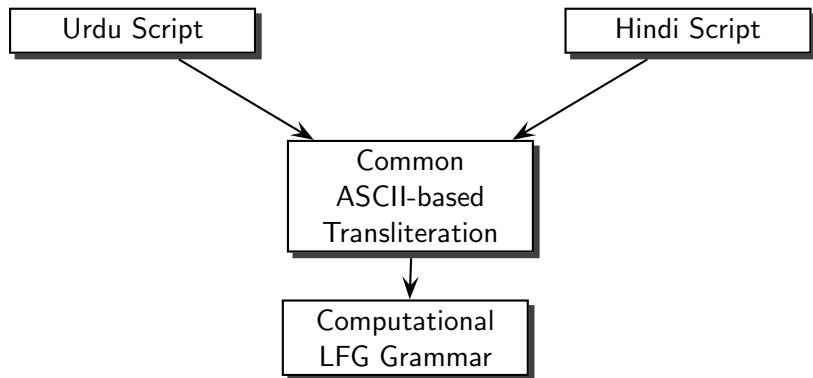 Urdu Script
Hindi Script
Common
ASCII-based
Transliteration
Computational
LFG Grammar